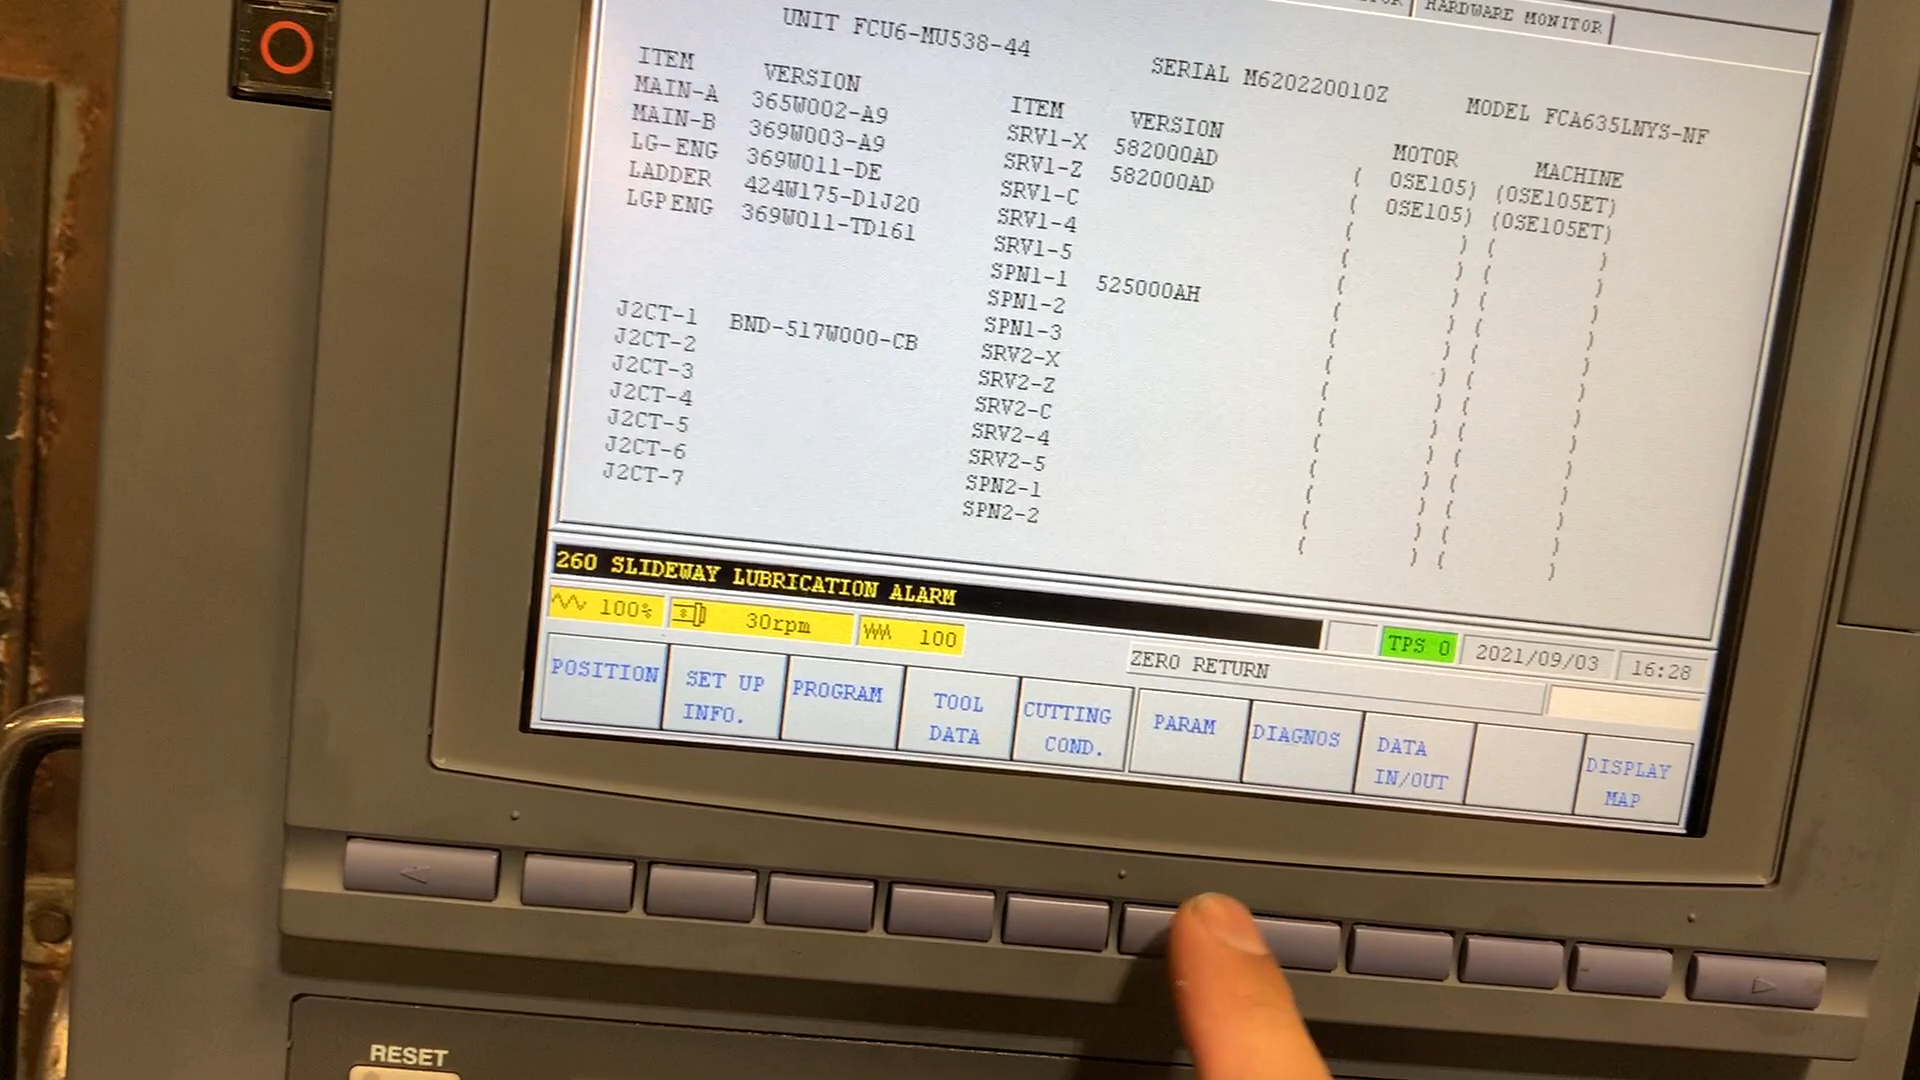 HARDWARE MONITOR
UNIT FCU6-MU538-44
SERIAL M620220010Z
MODEL FCA635LNYS-NF
ITEM VERSION
MAIN-A 365W002-A9
MAIN-B 369W003-A9
LG-ENG 369W011-DE
LADDER 424W175-D1J20
LGPENG 369W011-TD161
J2CT-1 BND-517W000-CB
J2CT-2
J2CT-3
J2CT-4
J2CT-5
J2CT-6
J2CT-7
ITEM VERSION MOTOR MACHINE
SRV1-X 582000AD ( OSE105) (OSE105ET)
SRV1-Z 582000AD ( OSE105) (OSE105ET)
SRV1-C ( ) ( )
SRV1-4 ( ) ( )
SRV1-5 ( ) ( )
SPN1-1 525000AH ( ) ( )
SPN1-2 ( ) ( )
SPN1-3 ( ) ( )
SRV2-X ( ) ( )
SRV2-Z ( ) ( )
SRV2-C ( ) ( )
SRV2-4 ( ) ( )
SRV2-5 ( ) ( )
SPN2-1 ( ) ( )
SPN2-2 ( ) ( )
260 SLIDEWAY LUBRICATION ALARM
100% 30rpm 100
TPS 0 2021/09/03 16:28
ZERO RETURN
POSITION
SET UP
INFO.
PROGRAM
TOOL
DATA
CUTTING
COND.
PARAM
DIAGNOS
DATA
IN/OUT
DISPLAY
MAP
RESET